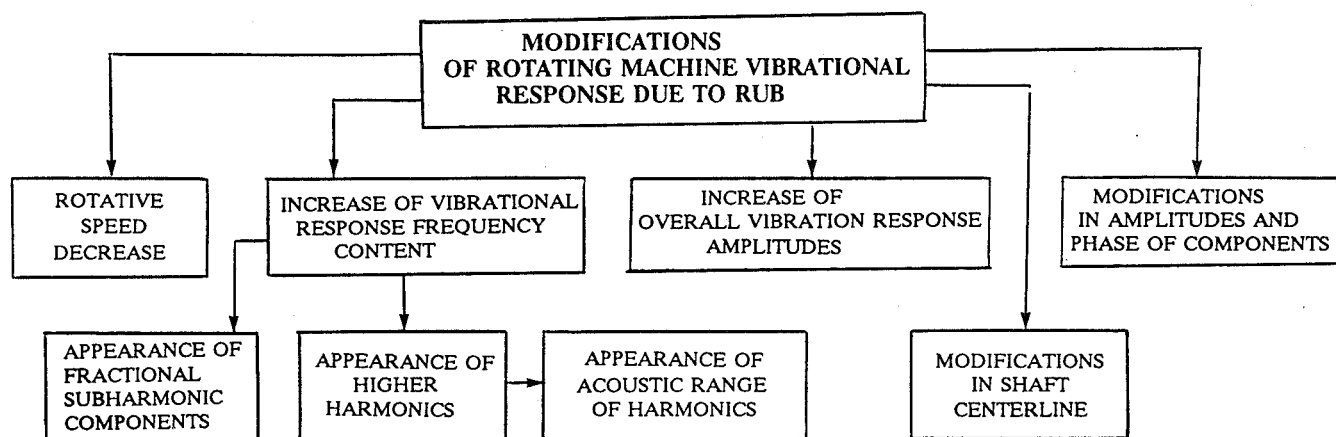 MODIFICATIONS
OF ROTATING MACHINE VIBRATIONAL
RESPONSE DUE TO RUB
ROTATIVE
SPEED
DECREASE
INCREASE OF VIBRATIONAL
RESPONSE FREQUENCY
CONTENT
INCREASE OF
OVERALL VIBRATION RESPONSE
AMPLITUDES
MODIFICATIONS
IN AMPLITUDES AND
PHASE OF COMPONENTS
APPEARANCE OF
FRACTIONAL
SUBHARMONIC
COMPONENTS
APPEARANCE OF
HIGHER
HARMONICS
APPEARANCE OF
ACOUSTIC RANGE
OF HARMONICS
MODIFICATIONS
IN SHAFT
CENTERLINE